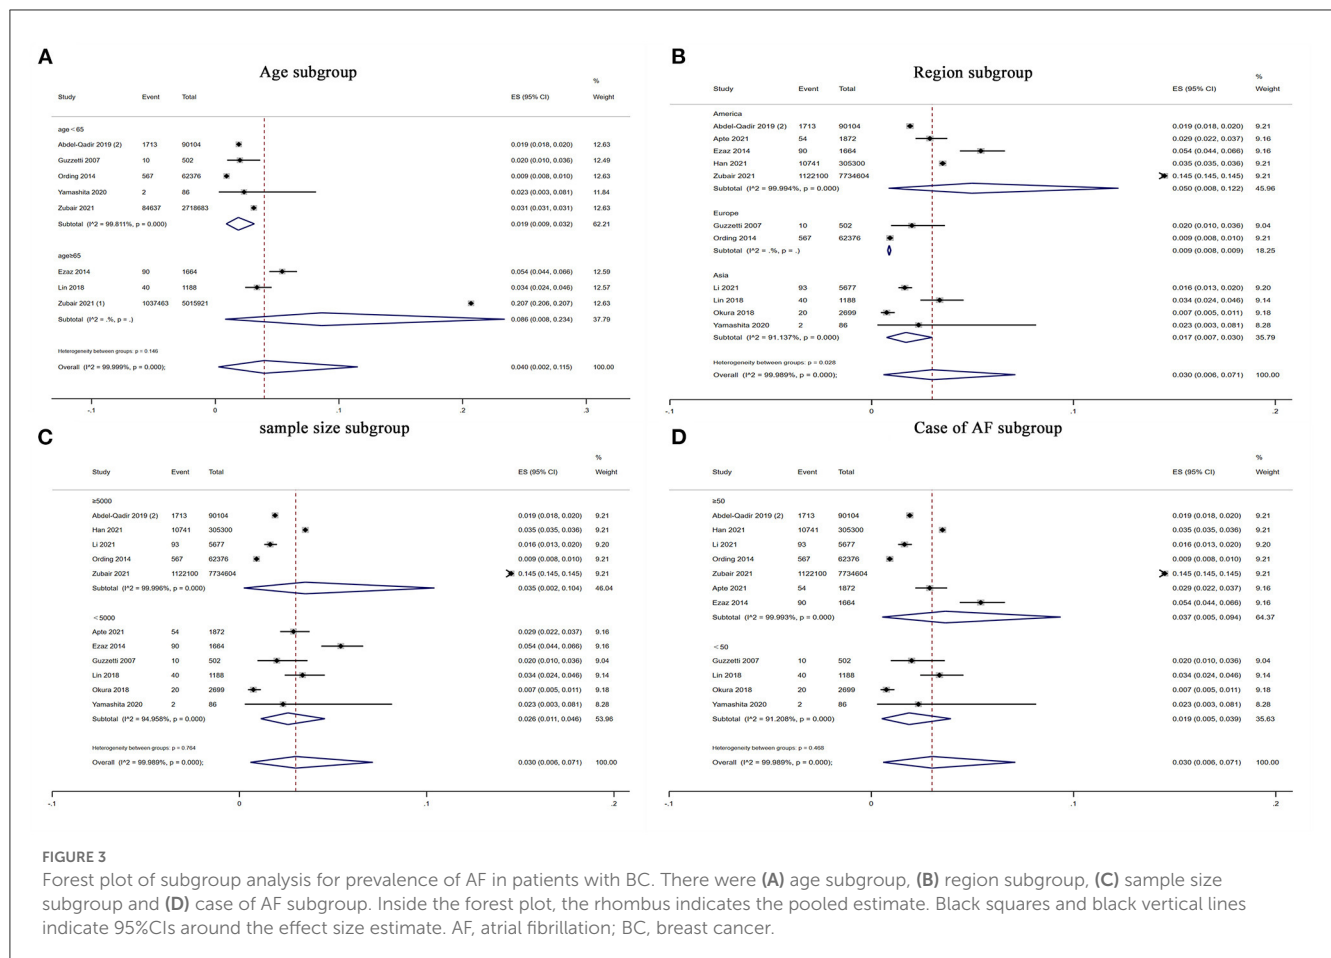 A
Age subgroup
%
Study Event Total ES (95% CI) Weight
age<65
Abdel-Qadir 2019 (2) 1713 90104 0.019 (0.018, 0.020) 12.63
Guzzetti 2007 10 502 0.020 (0.010, 0.036) 12.49
Ording 2014 567 62376 0.009 (0.008, 0.010) 12.63
Yamashita 2020 2 86 0.023 (0.003, 0.081) 11.84
Zubair 2021 84637 2718683 0.031 (0.031, 0.031) 12.63
Subtotal (I^2 = 99.811%, p = 0.000) 0.019 (0.009, 0.032) 62.21
age≥65
Ezaz 2014 90 1664 0.054 (0.044, 0.066) 12.59
Lin 2018 40 1188 0.034 (0.024, 0.046) 12.57
Zubair 2021 (1) 1037463 5015921 0.207 (0.206, 0.207) 12.63
Subtotal (I^2 = .%, p = .) 0.086 (0.008, 0.234) 37.79
Heterogeneity between groups: p = 0.146
Overall (I^2 = 99.999%, p = 0.000); 0.040 (0.002, 0.115) 100.00
-.1 0 .1 .2 .3
B
Region subgroup
%
Study Event Total ES (95% CI) Weight
America
Abdel-Qadir 2019 (2) 1713 90104 0.019 (0.018, 0.020) 9.21
Apte 2021 54 1872 0.029 (0.022, 0.037) 9.16
Ezaz 2014 90 1664 0.054 (0.044, 0.066) 9.16
Han 2021 10741 305300 0.035 (0.035, 0.036) 9.21
Zubair 2021 1122100 7734604 0.145 (0.145, 0.145) 9.21
Subtotal (I^2 = 99.994%, p = 0.000) 0.050 (0.008, 0.122) 45.96
Europe
Guzzetti 2007 10 502 0.020 (0.010, 0.036) 9.04
Ording 2014 567 62376 0.009 (0.008, 0.010) 9.21
Subtotal (I^2 = .%, p = .) 0.009 (0.008, 0.009) 18.25
Asia
Li 2021 93 5677 0.016 (0.013, 0.020) 9.20
Lin 2018 40 1188 0.034 (0.024, 0.046) 9.14
Okura 2018 20 2699 0.007 (0.005, 0.011) 9.18
Yamashita 2020 2 86 0.023 (0.003, 0.081) 8.28
Subtotal (I^2 = 91.137%, p = 0.000) 0.017 (0.007, 0.030) 35.79
Heterogeneity between groups: p = 0.028
Overall (I^2 = 99.989%, p = 0.000); 0.030 (0.006, 0.071) 100.00
-.1 0 .1 .2
C
sample size subgroup
%
Study Event Total ES (95% CI) Weight
≥5000
Abdel-Qadir 2019 (2) 1713 90104 0.019 (0.018, 0.020) 9.21
Han 2021 10741 305300 0.035 (0.035, 0.036) 9.21
Li 2021 93 5677 0.016 (0.013, 0.020) 9.20
Ording 2014 567 62376 0.009 (0.008, 0.010) 9.21
Zubair 2021 1122100 7734604 0.145 (0.145, 0.145) 9.21
Subtotal (I^2 = 99.996%, p = 0.000) 0.035 (0.002, 0.104) 46.04
<5000
Apte 2021 54 1872 0.029 (0.022, 0.037) 9.16
Ezaz 2014 90 1664 0.054 (0.044, 0.066) 9.16
Guzzetti 2007 10 502 0.020 (0.010, 0.036) 9.04
Lin 2018 40 1188 0.034 (0.024, 0.046) 9.14
Okura 2018 20 2699 0.007 (0.005, 0.011) 9.18
Yamashita 2020 2 86 0.023 (0.003, 0.081) 8.28
Subtotal (I^2 = 94.958%, p = 0.000) 0.026 (0.011, 0.046) 53.96
Heterogeneity between groups: p = 0.764
Overall (I^2 = 99.989%, p = 0.000); 0.030 (0.006, 0.071) 100.00
-.1 0 .1 .2
D
Case of AF subgroup
%
Study Event Total ES (95% CI) Weight
≥50
Abdel-Qadir 2019 (2) 1713 90104 0.019 (0.018, 0.020) 9.21
Han 2021 10741 305300 0.035 (0.035, 0.036) 9.21
Li 2021 93 5677 0.016 (0.013, 0.020) 9.20
Ording 2014 567 62376 0.009 (0.008, 0.010) 9.21
Zubair 2021 1122100 7734604 0.145 (0.145, 0.145) 9.21
Apte 2021 54 1872 0.029 (0.022, 0.037) 9.16
Ezaz 2014 90 1664 0.054 (0.044, 0.066) 9.16
Subtotal (I^2 = 99.993%, p = 0.000) 0.037 (0.005, 0.094) 64.37
<50
Guzzetti 2007 10 502 0.020 (0.010, 0.036) 9.04
Lin 2018 40 1188 0.034 (0.024, 0.046) 9.14
Okura 2018 20 2699 0.007 (0.005, 0.011) 9.18
Yamashita 2020 2 86 0.023 (0.003, 0.081) 8.28
Subtotal (I^2 = 91.208%, p = 0.000) 0.019 (0.005, 0.039) 35.63
Heterogeneity between groups: p = 0.468
Overall (I^2 = 99.989%, p = 0.000); 0.030 (0.006, 0.071) 100.00
-.1 0 .1 .2
FIGURE 3
Forest plot of subgroup analysis for prevalence of AF in patients with BC. There were (A) age subgroup, (B) region subgroup, (C) sample size
subgroup and (D) case of AF subgroup. Inside the forest plot, the rhombus indicates the pooled estimate. Black squares and black vertical lines
indicate 95%CIs around the effect size estimate. AF, atrial fibrillation; BC, breast cancer.